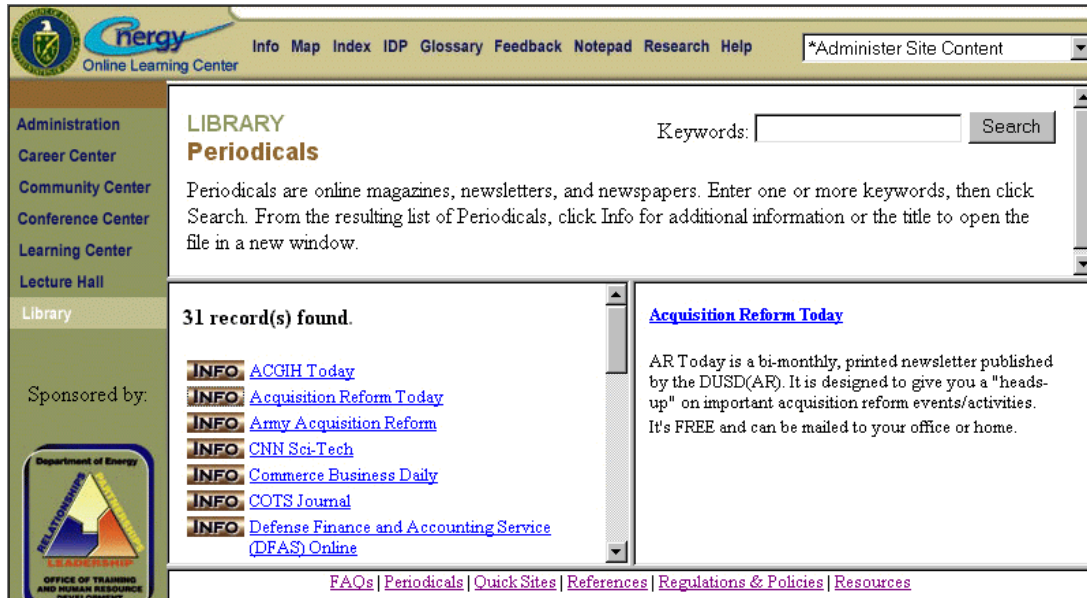 Energy
Online Learning Center
Info Map Index IDP Glossary Feedback Notepad Research Help
*Administer Site Content
Administration
Career Center
Community Center
Conference Center
Learning Center
Lecture Hall
Library
Sponsored by:
Department of Energy
RELATIONSHIPS
PARTNERSHIPS
LEADERSHIP
OFFICE OF TRAINING
AND HUMAN RESOURCE
DEVELOPMENT
LIBRARY
Periodicals
Keywords:
Search
Periodicals are online magazines, newsletters, and newspapers. Enter one or more keywords, then click
Search. From the resulting list of Periodicals, click Info for additional information or the title to open the
file in a new window.
31 record(s) found.
INFO ACGIH Today
INFO Acquisition Reform Today
INFO Army Acquisition Reform
INFO CNN Sci-Tech
INFO Commerce Business Daily
INFO COTS Journal
INFO Defense Finance and Accounting Service
(DFAS) Online
Acquisition Reform Today
AR Today is a bi-monthly, printed newsletter published
by the DUSD(AR). It is designed to give you a "heads-
up" on important acquisition reform events/activities.
It's FREE and can be mailed to your office or home.
FAQs | Periodicals | Quick Sites | References | Regulations & Policies | Resources